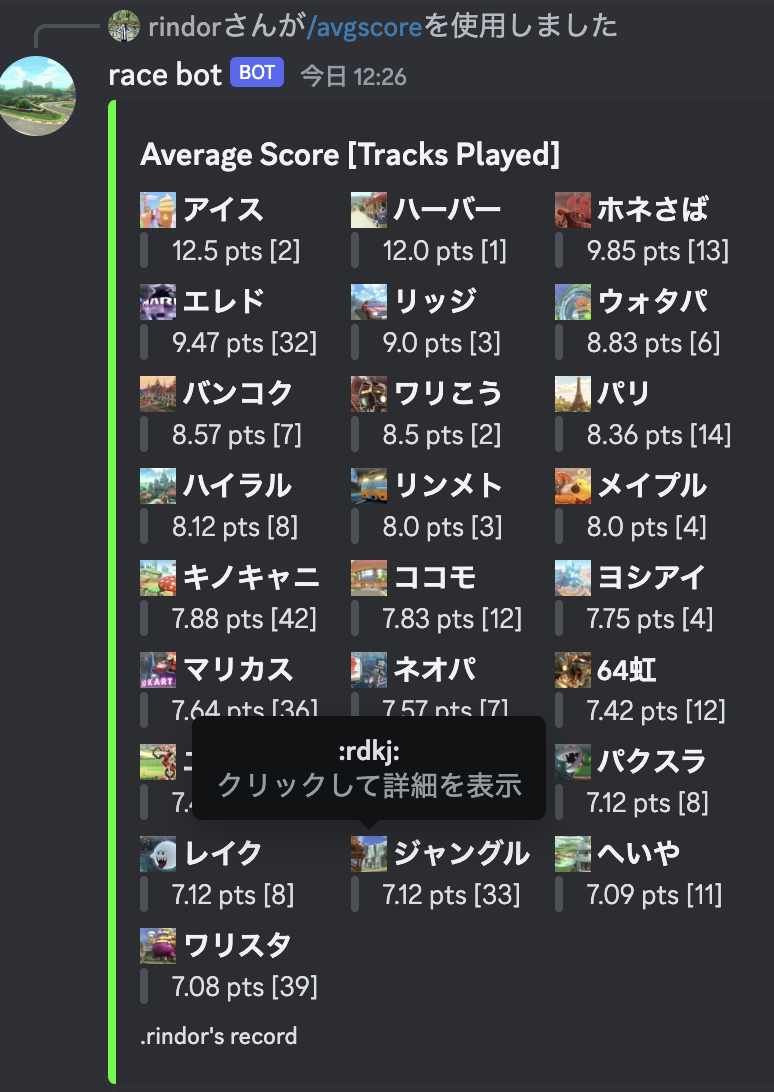 rindorさんが/avgscoreを使用しました
race bot BOT 今日 12:26
Average Score [Tracks Played]
アイス ハーバー ホネさば
12.5 pts [2] 12.0 pts [1] 9.85 pts [13]
エレド リッジ ウォタパ
9.47 pts [32] 9.0 pts [3] 8.83 pts [6]
バンコク ワリこう パリ
8.57 pts [7] 8.5 pts [2] 8.36 pts [14]
ハイラル リンメト メイプル
8.12 pts [8] 8.0 pts [3] 8.0 pts [4]
キノキャニ ココモ ヨシアイ
7.88 pts [42] 7.83 pts [12] 7.75 pts [4]
マリカス ネオパ 64虹
7.64 pts [36] 7.57 pts [7] 7.42 pts [12]
:rdkj:
クリックして詳細を表示
パクスラ
7.12 pts [8]
レイク ジャングル へいや
7.12 pts [8] 7.12 pts [33] 7.09 pts [11]
ワリスタ
7.08 pts [39]
.rindor's record